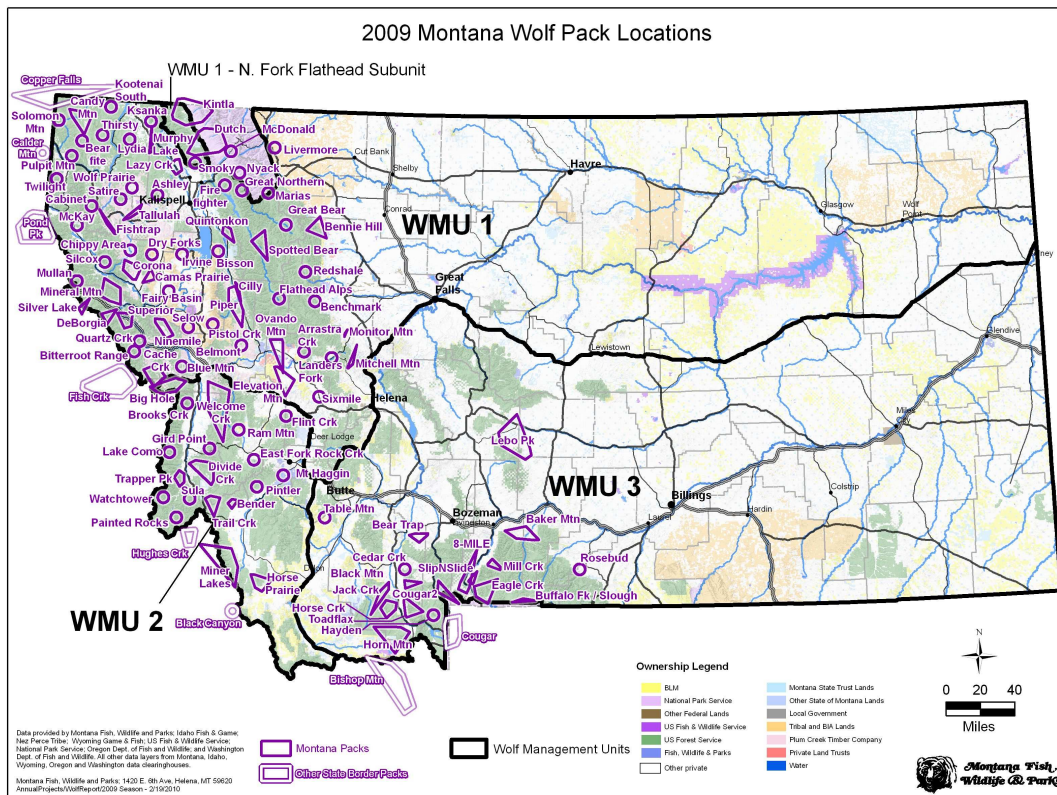 2009 Montana Wolf Pack Locations
WMU 1 - N. Fork Flathead Subunit
Copper Falls
Kootenai
South
Candy
Mtn
Ksanka
Kintla
Solomon
Mtn
Thirsty
Murphy
Lake
Dutch
McDonald
Calder
Mtn
Bear
fite
Lydia
Livermore
Cut Bank
Shelby
Havre
Pulpit Mtn
Lazy Crk
Smoky
Nyack
Twilight
Wolf Prairie
Ashley
Fire
fighter
Great Northern
Marias
Cabinet
Satire
Kalispell
McKay
Tallulah
Quintonkon
Great Bear
Conrad
Glasgow
Wolf
Point
Pond
Pk
Fishtrap
Bennie Hill
WMU 1
Chippy Area
Dry Forks
Spotted Bear
Silcox
Irvine
Bisson
Corona
Redshale
Mullan
Camas Prairie
Cilly
Great
Falls
Mineral Mtn
Fairy Basin
Piper
Flathead Alps
Silver Lake
Superior
Benchmark
DeBorgia
Selow
Ovando
Mtn
Arrastra
Crk
Monitor Mtn
Quartz Crk
Ninemile
Pistol Crk
Glendive
Bitterroot Range
Cache
Crk
Belmont
Landers
Fork
Mitchell Mtn
Lewistown
Blue Mtn
Elevation
Mtn
Fish Crk
Big Hole
Sixmile
Helena
Miles
City
Brooks Crk
Welcome
Crk
Flint Crk
Gird Point
Ram Mtn
Deer Lodge
Lebo Pk
Lake Como
East Fork Rock Crk
Trapper Pk
Divide
Crk
Mt Haggin
Watchtower
Sula
Pintler
Butte
WMU 3
Billings
Colstrip
Bender
Table Mtn
Bozeman
Livingston
Baker Mtn
Laurel
Hardin
Painted Rocks
Trail Crk
Bear Trap
Hughes Crk
8-MILE
Cedar Crk
SlipNSlide
Mill Crk
Rosebud
Miner
Lakes
Horse
Prairie
Black Mtn
Jack Crk
Cougar2
Eagle Crk
Buffalo Fk / Slough
WMU 2
Black Canyon
Horse Crk
Toadflax
Hayden
Horn Mtn
Cougar
Bishop Mtn
N
Ownership Legend
BLM
National Park Service
Other Federal Lands
US Fish & Wildlife Service
US Forest Service
Fish, Wildlife & Parks
Other private
Montana State Trust Lands
Other State of Montana Lands
Local Government
Tribal and BIA Lands
Plum Creek Timber Company
Private Land Trusts
Water
0 20 40
Miles
Data provided by Montana Fish, Wildlife and Parks; Idaho Fish & Game;
Nez Perce Tribe; Wyoming Game & Fish; US Fish & Wildlife Service;
National Park Service; Oregon Dept. of Fish and Wildlife; and Washington
Dept. of Fish and Wildlife. All other data layers from Montana, Idaho,
Wyoming, Oregon and Washington data clearinghouses.
Montana Fish, Wildlife and Parks: 1420 E. 6th Ave, Helena, MT 59620
AnnualProjects/WolfReport/2009 Season - 2/19/2010
Montana Packs
Other State Border Packs
Wolf Management Units
Montana Fish,
Wildlife & Parks